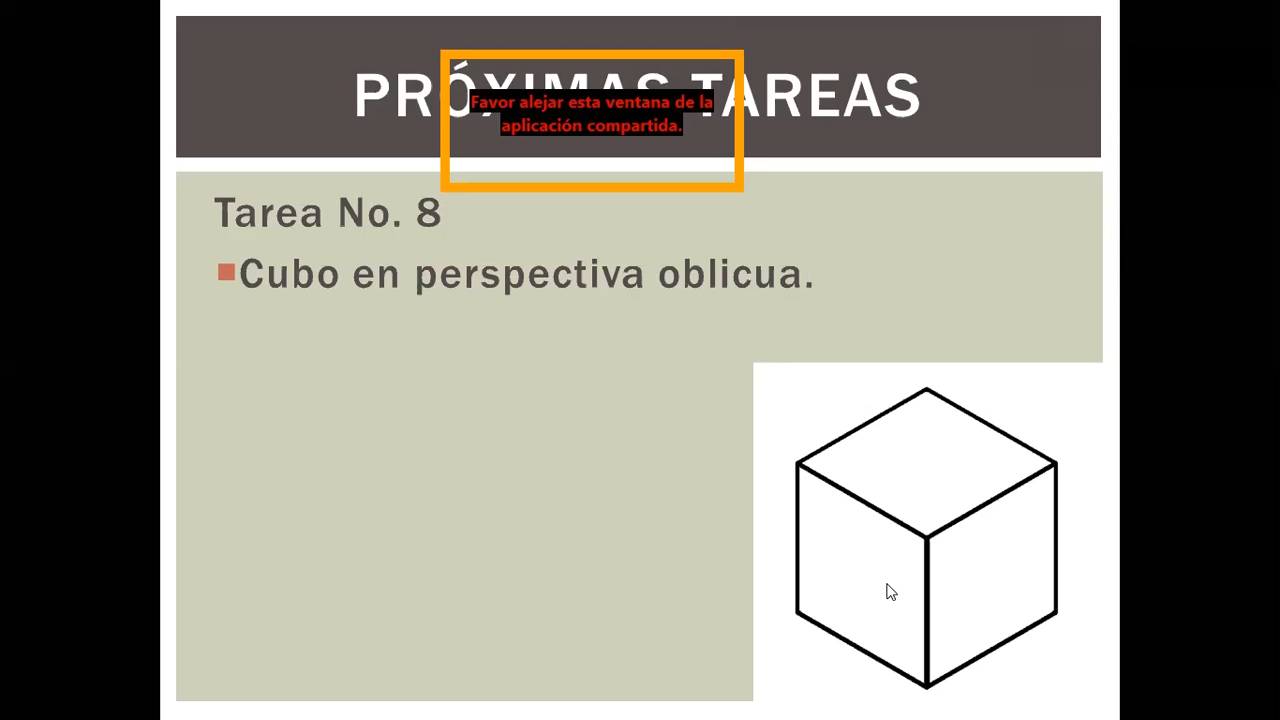 PRÓXIMAS TAREAS
Favor alejar esta ventana de la
aplicación compartida.
Tarea No. 8
Cubo en perspectiva oblicua.